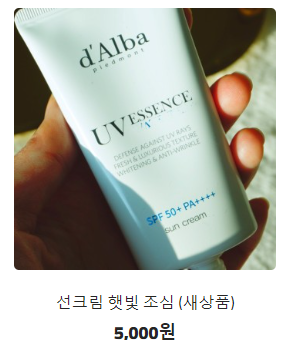 d'Alba
piedmont
UV ESSENCE
DEFENSE AGAINST UV RAYS
FRESH & LUXURIOUS TEXTURE
WHITENING & ANTI-WRINKLE
SPF 50+ PA++++
sun cream
선크림 햇빛 조심 (새상품)
5,000원